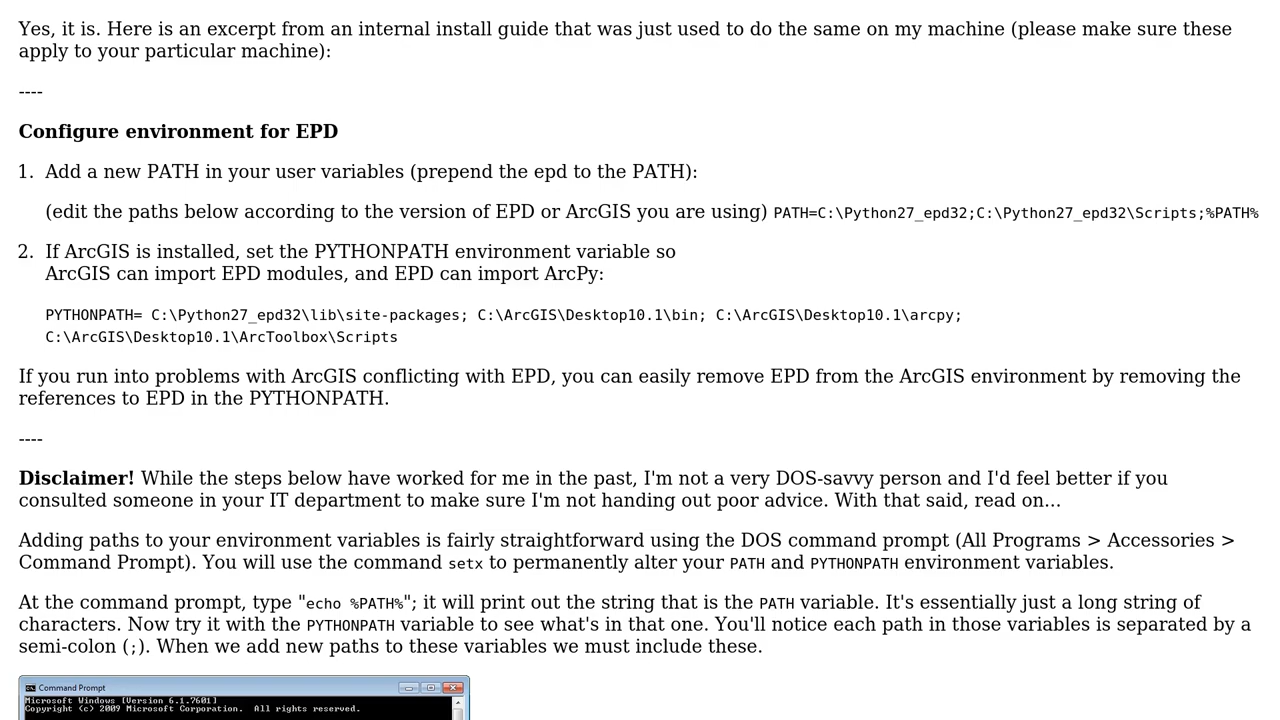 Yes, it is. Here is an excerpt from an internal install guide that was just used to do the same on my machine (please make sure these
apply to your particular machine):
----
Configure environment for EPD
1. Add a new PATH in your user variables (prepend the epd to the PATH):
(edit the paths below according to the version of EPD or ArcGIS you are using) PATH=C:\Python27_epd32;C:\Python27_epd32\Scripts;%PATH%
2. If ArcGIS is installed, set the PYTHONPATH environment variable so
ArcGIS can import EPD modules, and EPD can import ArcPy:
PYTHONPATH= C:\Python27_epd32\lib\site-packages; C:\ArcGIS\Desktop10.1\bin; C:\ArcGIS\Desktop10.1\arcpy;
C:\ArcGIS\Desktop10.1\ArcToolbox\Scripts
If you run into problems with ArcGIS conflicting with EPD, you can easily remove EPD from the ArcGIS environment by removing the
references to EPD in the PYTHONPATH.
----
Disclaimer! While the steps below have worked for me in the past, I'm not a very DOS-savvy person and I'd feel better if you
consulted someone in your IT department to make sure I'm not handing out poor advice. With that said, read on...
Adding paths to your environment variables is fairly straightforward using the DOS command prompt (All Programs > Accessories >
Command Prompt). You will use the command setx to permanently alter your PATH and PYTHONPATH environment variables.
At the command prompt, type "echo %PATH%"; it will print out the string that is the PATH variable. It's essentially just a long string of
characters. Now try it with the PYTHONPATH variable to see what's in that one. You'll notice each path in those variables is separated by a
semi-colon (;). When we add new paths to these variables we must include these.
Command Prompt
Microsoft Windows [Version 6.1.7601]
Copyright (c) 2009 Microsoft Corporation. All rights reserved.